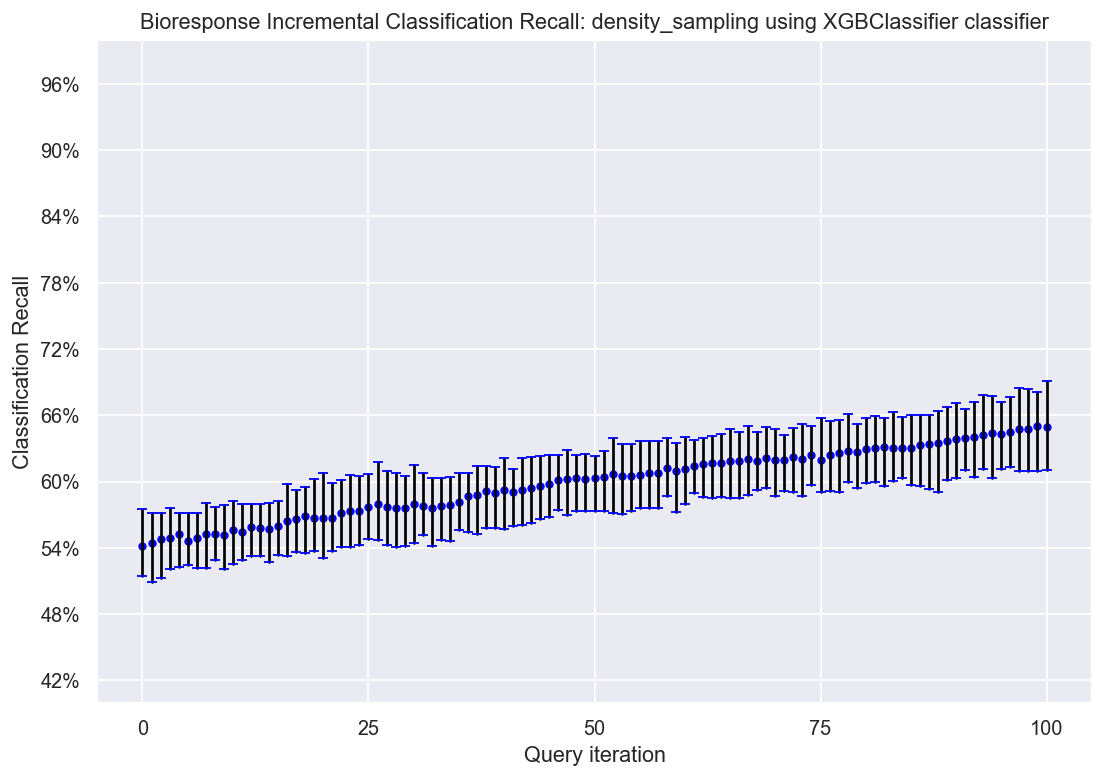 Bioresponse Incremental Classification Recall: density_sampling using XGBClassifier classifier
96%
90%
84%
78%
72%
66%
60%
54%
48%
42%
Classification Recall
0 25 50 75 100
Query iteration